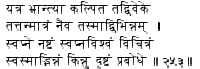 यत्र भ्रान्त्या कल्पित तद्विवेके
तत्तन्मात्रं नैव तस्माद्विभिन्नम् ।
स्वप्ने नष्टं स्वप्नविश्वं विचित्रं
स्वस्माद्भिन्नं किन्नु दृष्टं प्रबोधे ॥ २५३॥